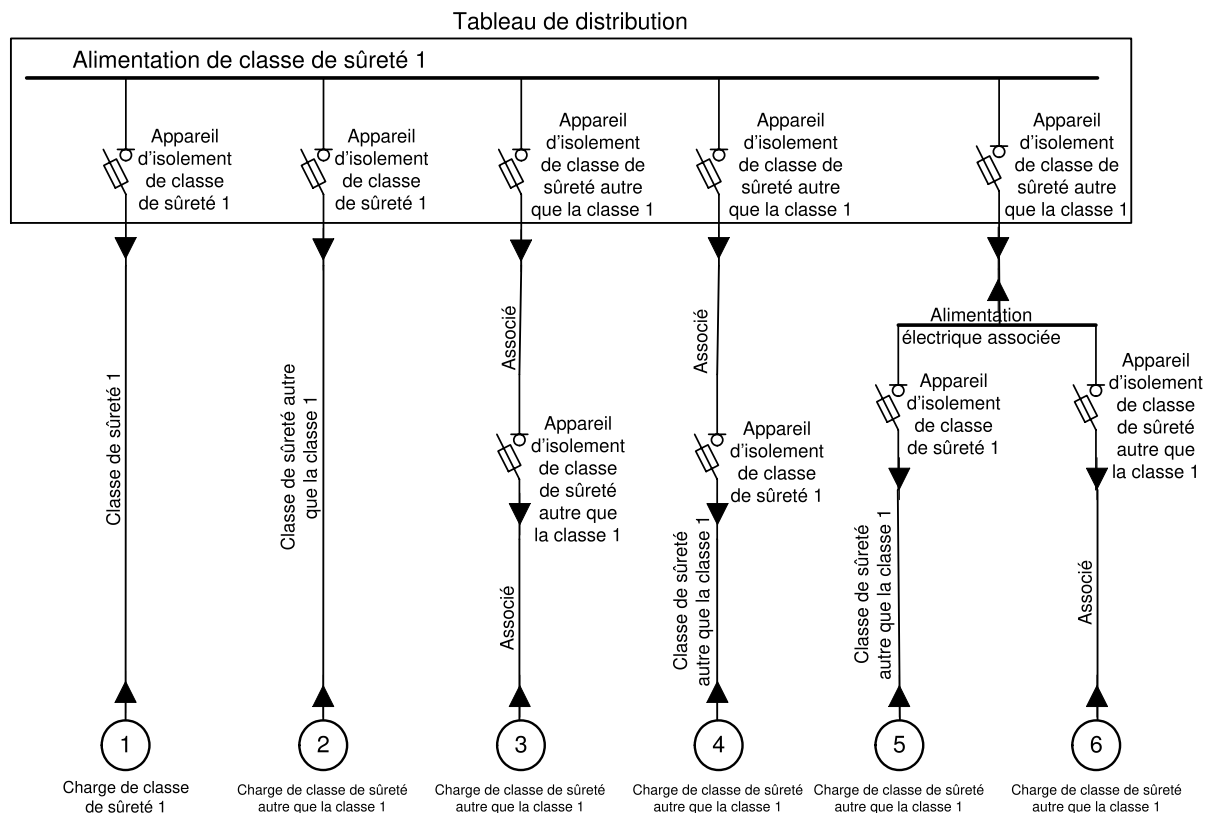 Tableau de distribution
Alimentation de classe de sûreté 1
Appareil
d'isolement
de classe
de sûreté 1
Appareil
d'isolement
de classe
de sûreté 1
Appareil
d'isolement
de classe de
sûreté autre
que la classe 1
Appareil
d'isolement
de classe de
sûreté autre
que la classe 1
Appareil
d'isolement
de classe de
sûreté autre
que la classe 1
Classe de sûreté 1
Classe de sûreté autre
que la classe 1
Associé
Appareil
d'isolement
de classe
de sûreté
autre que
la classe 1
Associé
Associé
Appareil
d'isolement
de classe
de sûreté 1
Classe de sûreté
autre que la classe 1
Alimentation
électrique associée
Appareil
d'isolement
de classe
de sûreté 1
Classe de sûreté
autre que la classe 1
Appareil
d'isolement
de classe
de sûreté
autre que
la classe 1
Associé
1
2
3
4
5
6
Charge de classe
de sûreté 1
Charge de classe de sûreté
autre que la classe 1
Charge de classe de sûreté
autre que la classe 1
Charge de classe de sûreté
autre que la classe 1
Charge de classe de sûreté
autre que la classe 1
Charge de classe de sûreté
autre que la classe 1